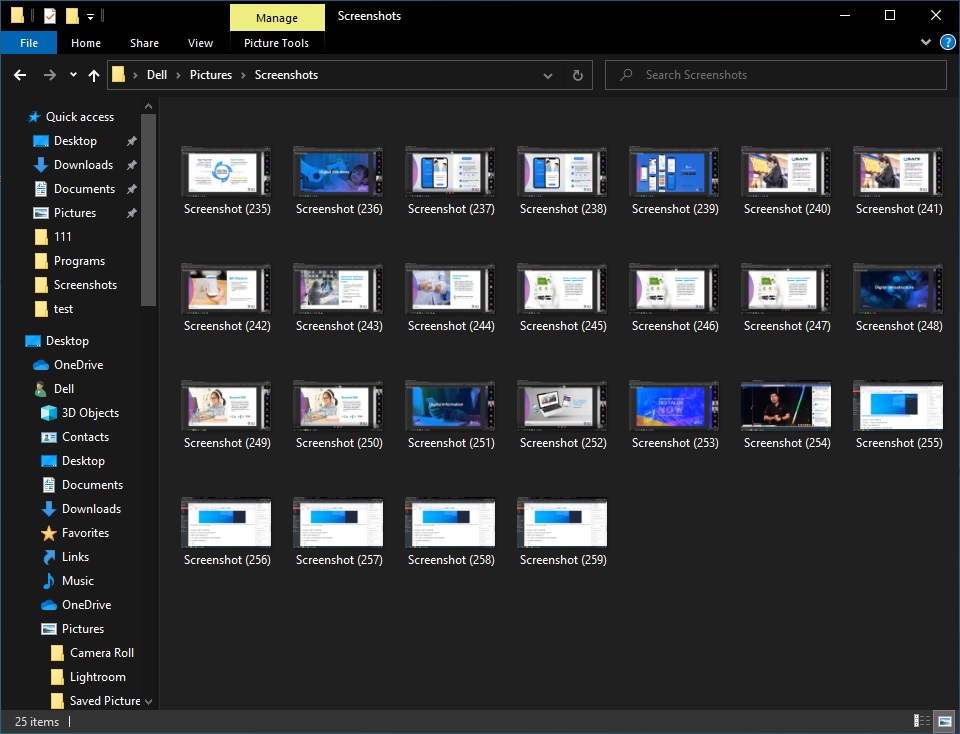 Manage
Screenshots
File
Home
Share
View
Picture Tools
?
Dell
Pictures
Screenshots
Search Screenshots
Quick access
Desktop
Downloads
Documents
Pictures
111
Programs
Screenshots
test
Desktop
OneDrive
Dell
3D Objects
Contacts
Desktop
Documents
Downloads
Favorites
Links
Music
OneDrive
Pictures
Camera Roll
Lightroom
Saved Picture
Screenshot (235)
Screenshot (236)
Screenshot (237)
Screenshot (238)
Screenshot (239)
Screenshot (240)
Screenshot (241)
Screenshot (242)
Screenshot (243)
Screenshot (244)
Screenshot (245)
Screenshot (246)
Screenshot (247)
Digital Infrastructure
Screenshot (248)
Screenshot (249)
Screenshot (250)
Digital Information
Screenshot (251)
Screenshot (252)
Screenshot (253)
Screenshot (254)
Screenshot (255)
Screenshot (256)
Screenshot (257)
Screenshot (258)
Screenshot (259)
25 items